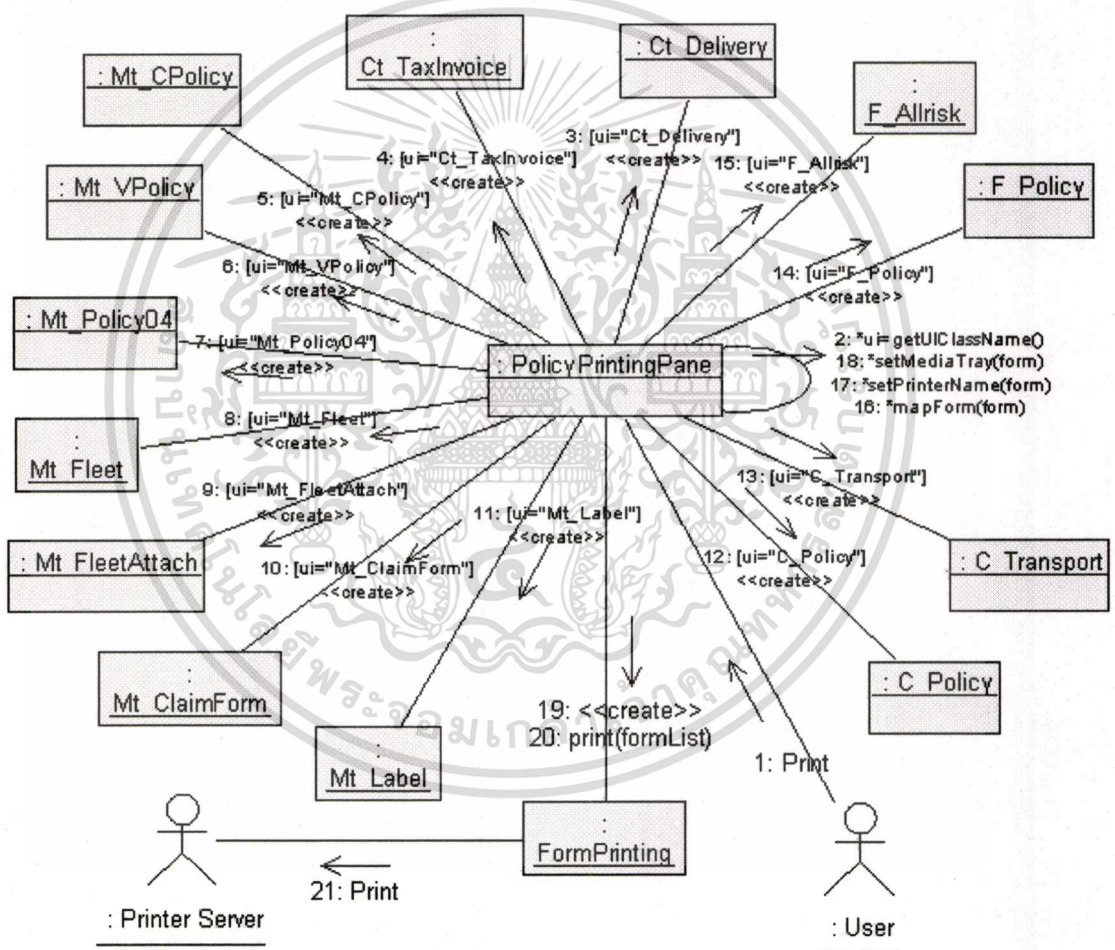 :
Ct_TaxInvoice
: Ct_Delivery
: Mt_CPolicy
:
F_Allrisk
3: [ui="Ct_Delivery"]
<<create>>
4: [ui="Ct_TaxInvoice"]
<<create>>
15: [ui="F_Allrisk"]
<<create>>
: Mt_VPolicy
: F_Policy
5: [ui="Mt_CPolicy"]
<<create>>
6: [ui="Mt_VPolicy"]
<<create>>
14: [ui="F_Policy"]
<<create>>
: Mt_Policy04
7: [ui="Mt_Policy04"]
<<create>>
: PolicyPrintingPane
2: *ui= getUIClassName()
18: *setMediaTray(form)
17: *setPrinterName(form)
16: *mapForm(form)
8: [ui="Mt_Fleet"]
<<create>>
:
Mt_Fleet
13: [ui="C_Transport"]
<<create>>
9: [ui="Mt_FleetAttach"]
<<create>>
11: [ui="Mt_Label"]
<<create>>
: Mt_FleetAttach
10: [ui="Mt_ClaimForm"]
<<create>>
12: [ui="C_Policy"]
<<create>>
: C_Transport
:
Mt_ClaimForm
: C_Policy
19: <<create>>
20: print(formList)
:
Mt_Label
1: Print
:
FormPrinting
21: Print
: Printer Server
: User